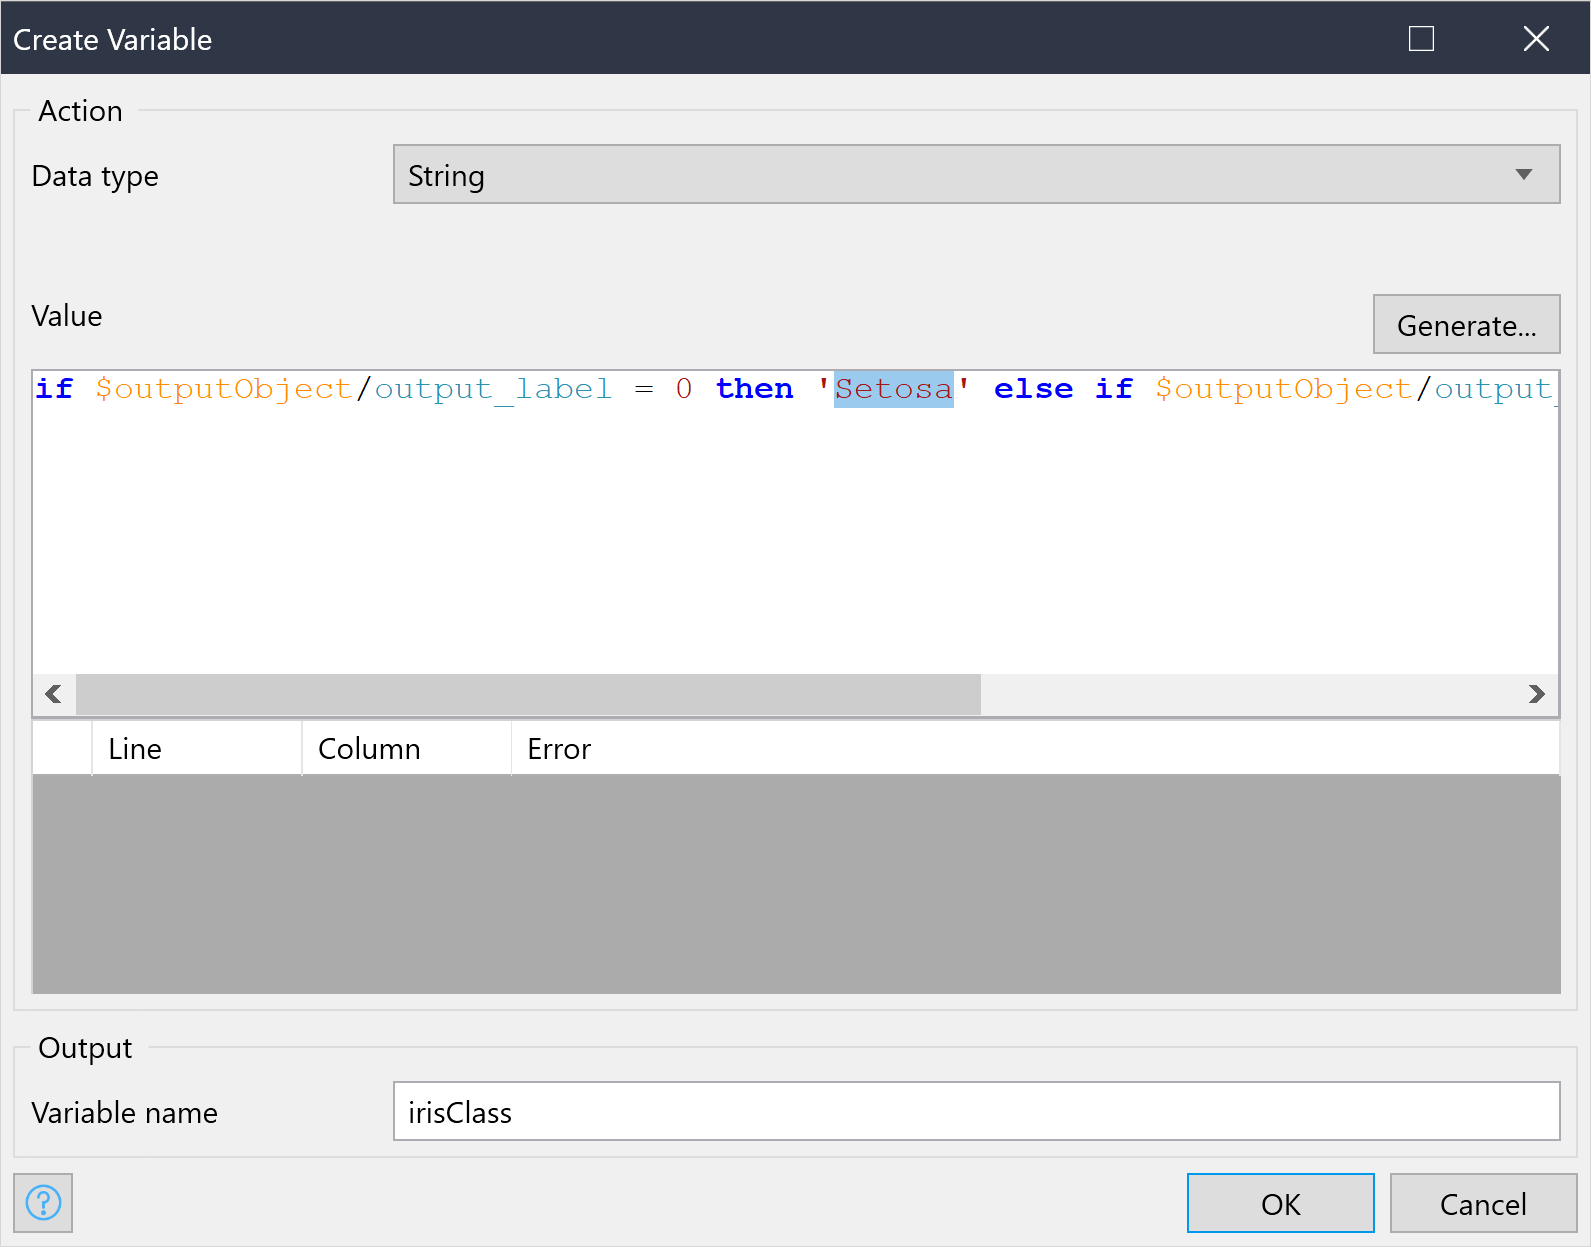 Create Variable
Action
Data type
String
Value
Generate...
if $outputObject/output_label = 0 then 'Setosa' else if $outputObject/output_
Line Column Error
Output
Variable name
irisClass
?
OK
Cancel